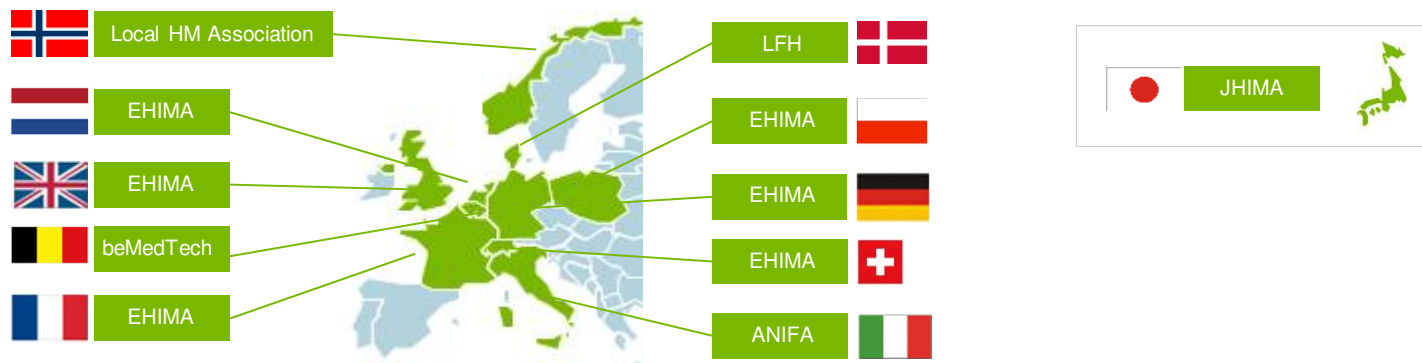 Local HM Association
EHIMA
EHIMA
beMedTech
EHIMA
LFH
EHIMA
EHIMA
EHIMA
ANIFA
JHIMA